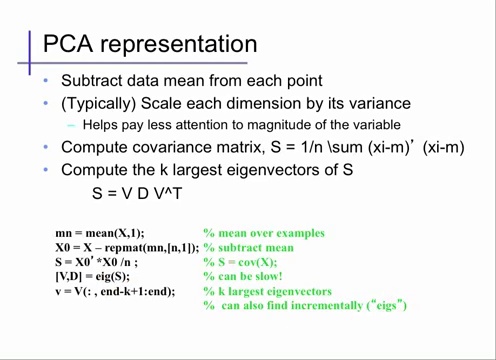 PCA representation
• Subtract data mean from each point
• (Typically) Scale each dimension by its variance
– Helps pay less attention to magnitude of the variable
• Compute covariance matrix, S = 1/n \sum (xi-m)’ (xi-m)
• Compute the k largest eigenvectors of S
S = V D V^T
mn = mean(X,1); % mean over examples
X0 = X – repmat(mn,[n,1]); % subtract mean
S = X0’ *X0 /n ; % S = cov(X);
[V,D] = eig(S); % can be slow!
v = V(: , end-k+1:end); % k largest eigenvectors
% can also find incrementally (“eigs”)